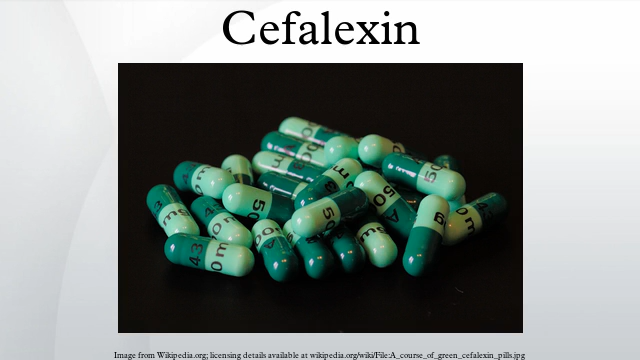 Cefalexin
Image from Wikipedia.org; licensing details available at wikipedia.org/wiki/File:A_course_of_green_cefalexin_pills.jpg